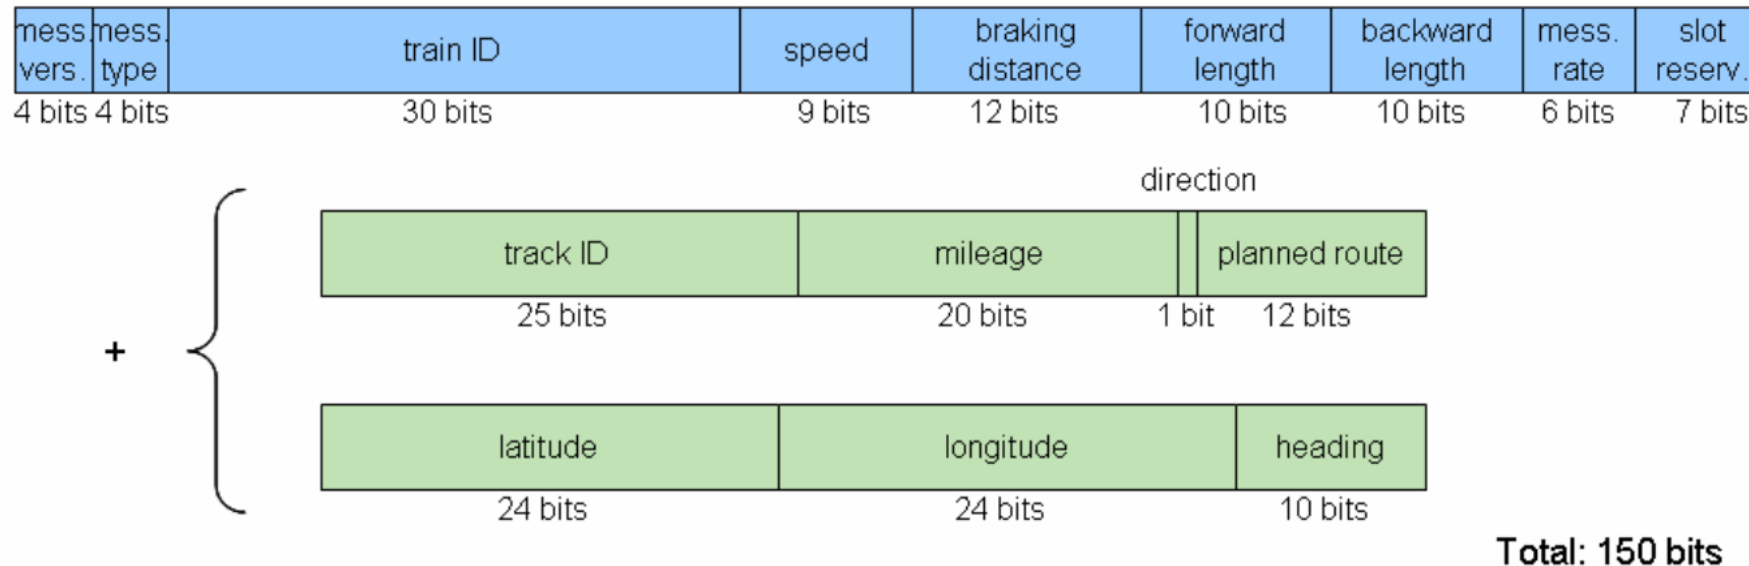 mess. mess. train ID speed braking forward backward mess. slot
vers. type distance length length rate reserv.
4 bits 4 bits 30 bits 9 bits 12 bits 10 bits 10 bits 6 bits 7 bits
direction
track ID mileage planned route
25 bits 20 bits 1 bit 12 bits
+
latitude longitude heading
24 bits 24 bits 10 bits
Total: 150 bits